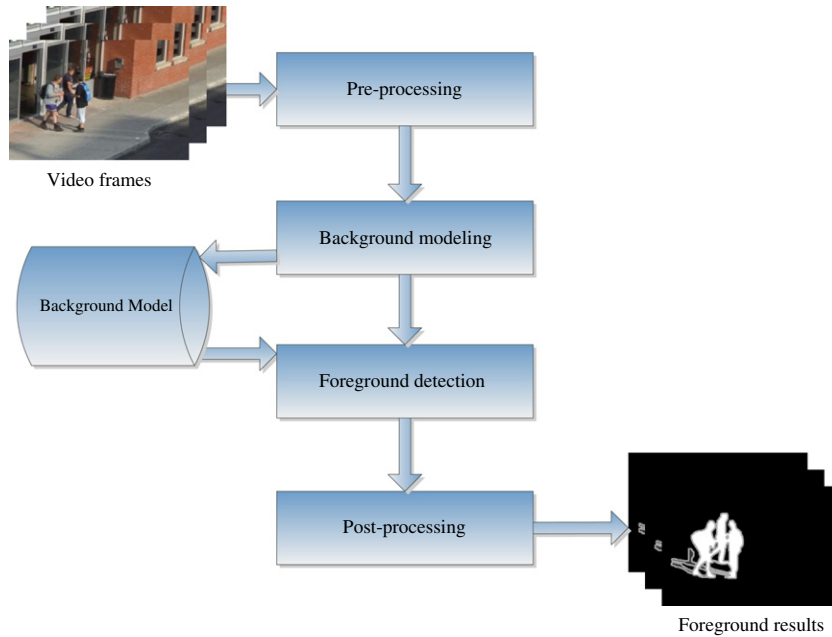 Pre-processing
Video frames
Background modeling
Background Model
Foreground detection
Post-processing
Foreground results